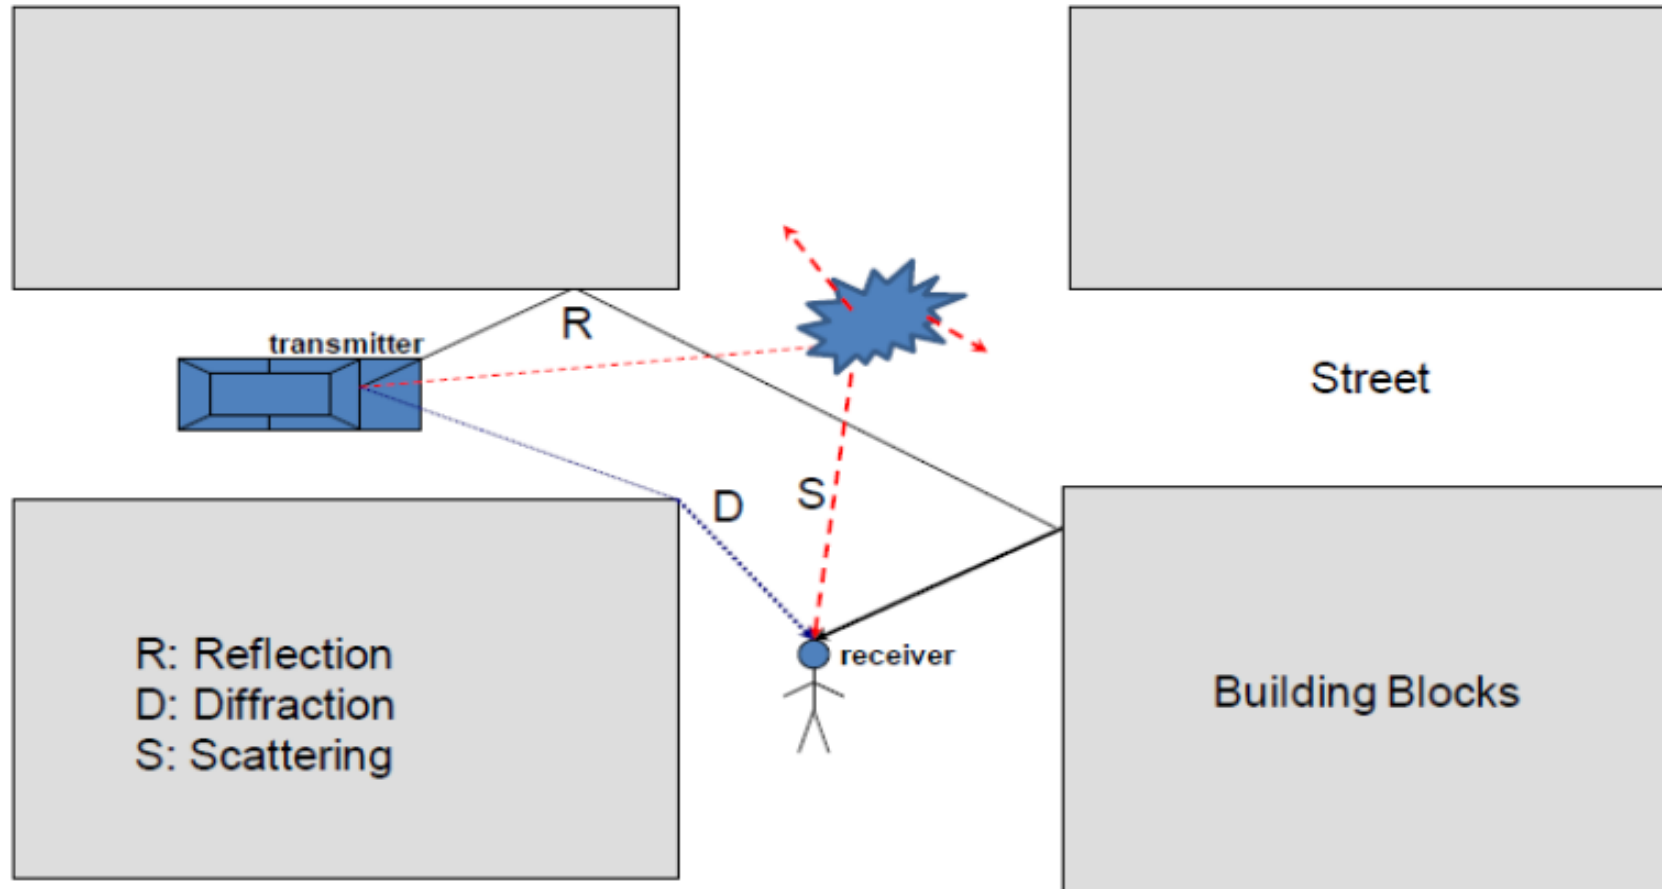 R
transmitter
Street
D
S
receiver
R: Reflection
D: Diffraction
S: Scattering
Building Blocks